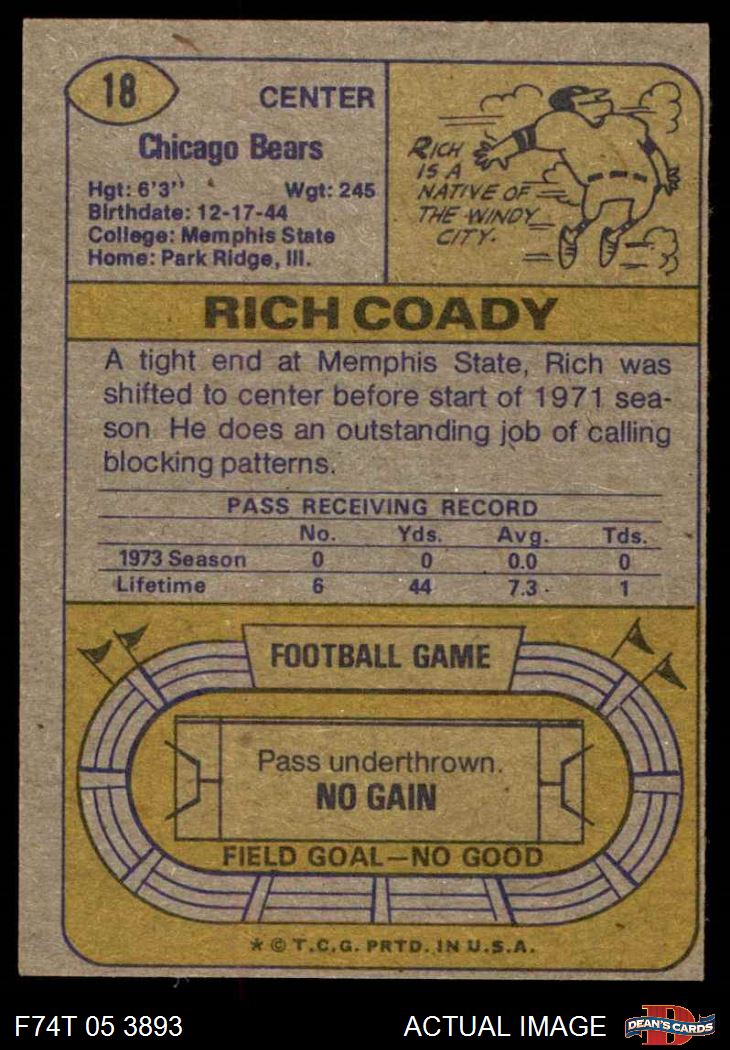 18
CENTER
Chicago Bears
Hgt: 6'3" Wgt: 245
Birthdate: 12-17-44
College: Memphis State
Home: Park Ridge, Ill.
RICH
IS A
NATIVE OF
THE WINDY
CITY.
RICH COADY
A tight end at Memphis State, Rich was
shifted to center before start of 1971 sea-
son. He does an outstanding job of calling
blocking patterns.
PASS RECEIVING RECORD
No. Yds. Avg. Tds.
1973 Season 0 0 0.0 0
Lifetime 6 44 7.3 1
FOOTBALL GAME
Pass underthrown.
NO GAIN
FIELD GOAL—NO GOOD
* © T.C.G. PRTD. IN U.S.A.
F74T 05 3893 ACTUAL IMAGE
D
DEAN'S CARDS